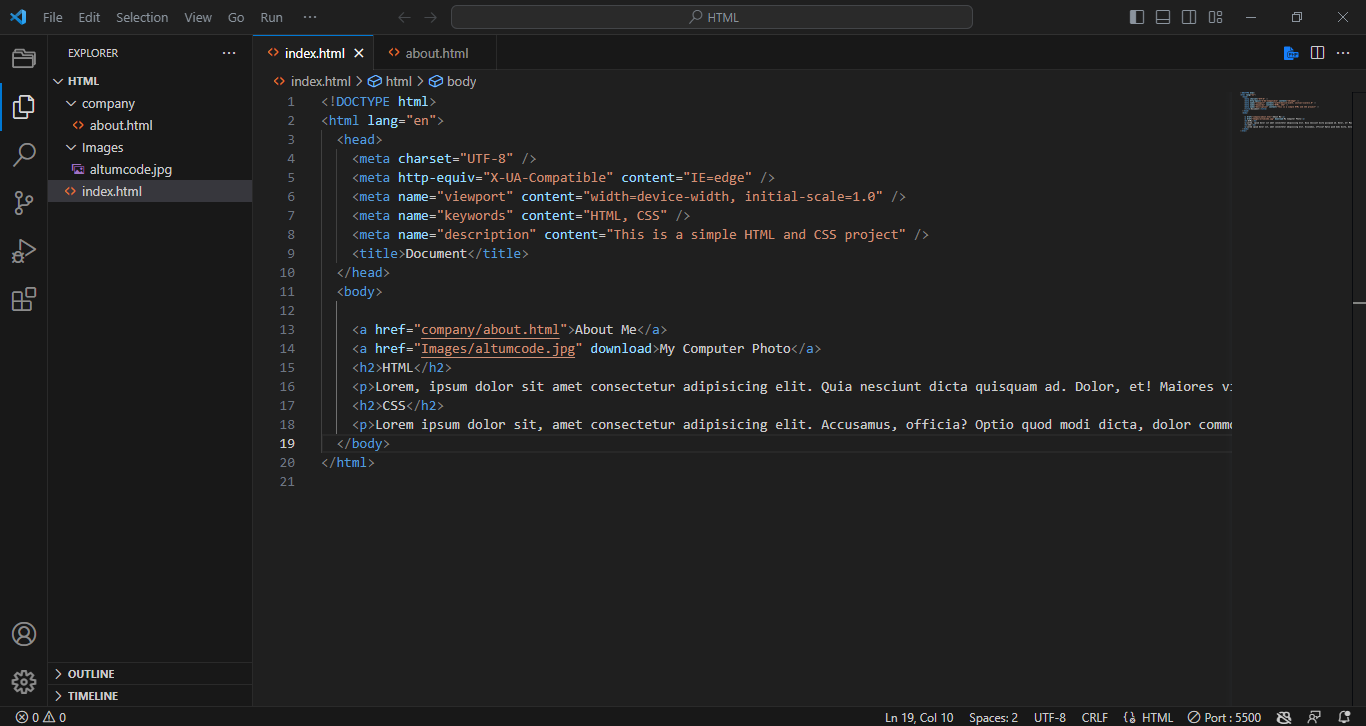 File Edit Selection View Go Run ··· HTML
EXPLORER ···
HTML
company
about.html
Images
altumcode.jpg
index.html
OUTLINE
TIMELINE
index.html about.html
index.html > html > body
1 <!DOCTYPE html>
2 <html lang="en">
3 <head>
4 <meta charset="UTF-8" />
5 <meta http-equiv="X-UA-Compatible" content="IE=edge" />
6 <meta name="viewport" content="width=device-width, initial-scale=1.0" />
7 <meta name="keywords" content="HTML, CSS" />
8 <meta name="description" content="This is a simple HTML and CSS project" />
9 <title>Document</title>
10 </head>
11 <body>
12
13 <a href="company/about.html">About Me</a>
14 <a href="Images/altumcode.jpg" download>My Computer Photo</a>
15 <h2>HTML</h2>
16 <p>Lorem, ipsum dolor sit amet consectetur adipisicing elit. Quia nesciunt dicta quisquam ad. Dolor, et! Maiores
17 <h2>CSS</h2>
18 <p>Lorem ipsum dolor sit, amet consectetur adipisicing elit. Accusamus, officia? Optio quod modi dicta, dolor
19 </body>
20 </html>
21
0 0 Ln 19, Col 10 Spaces: 2 UTF-8 CRLF HTML Port : 5500